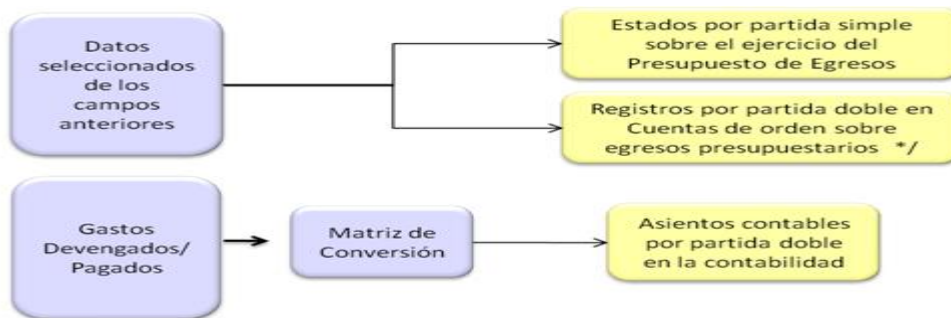 Datos
seleccionados
de los
campos
anteriores
Estados por partida simple
sobre el ejercicio del
Presupuesto de Egresos
Registros por partida doble en
Cuentas de orden sobre
egresos presupuestarios */
Gastos
Devengados/
Pagados
Matriz de
Conversión
Asientos contables
por partida doble
en la contabilidad